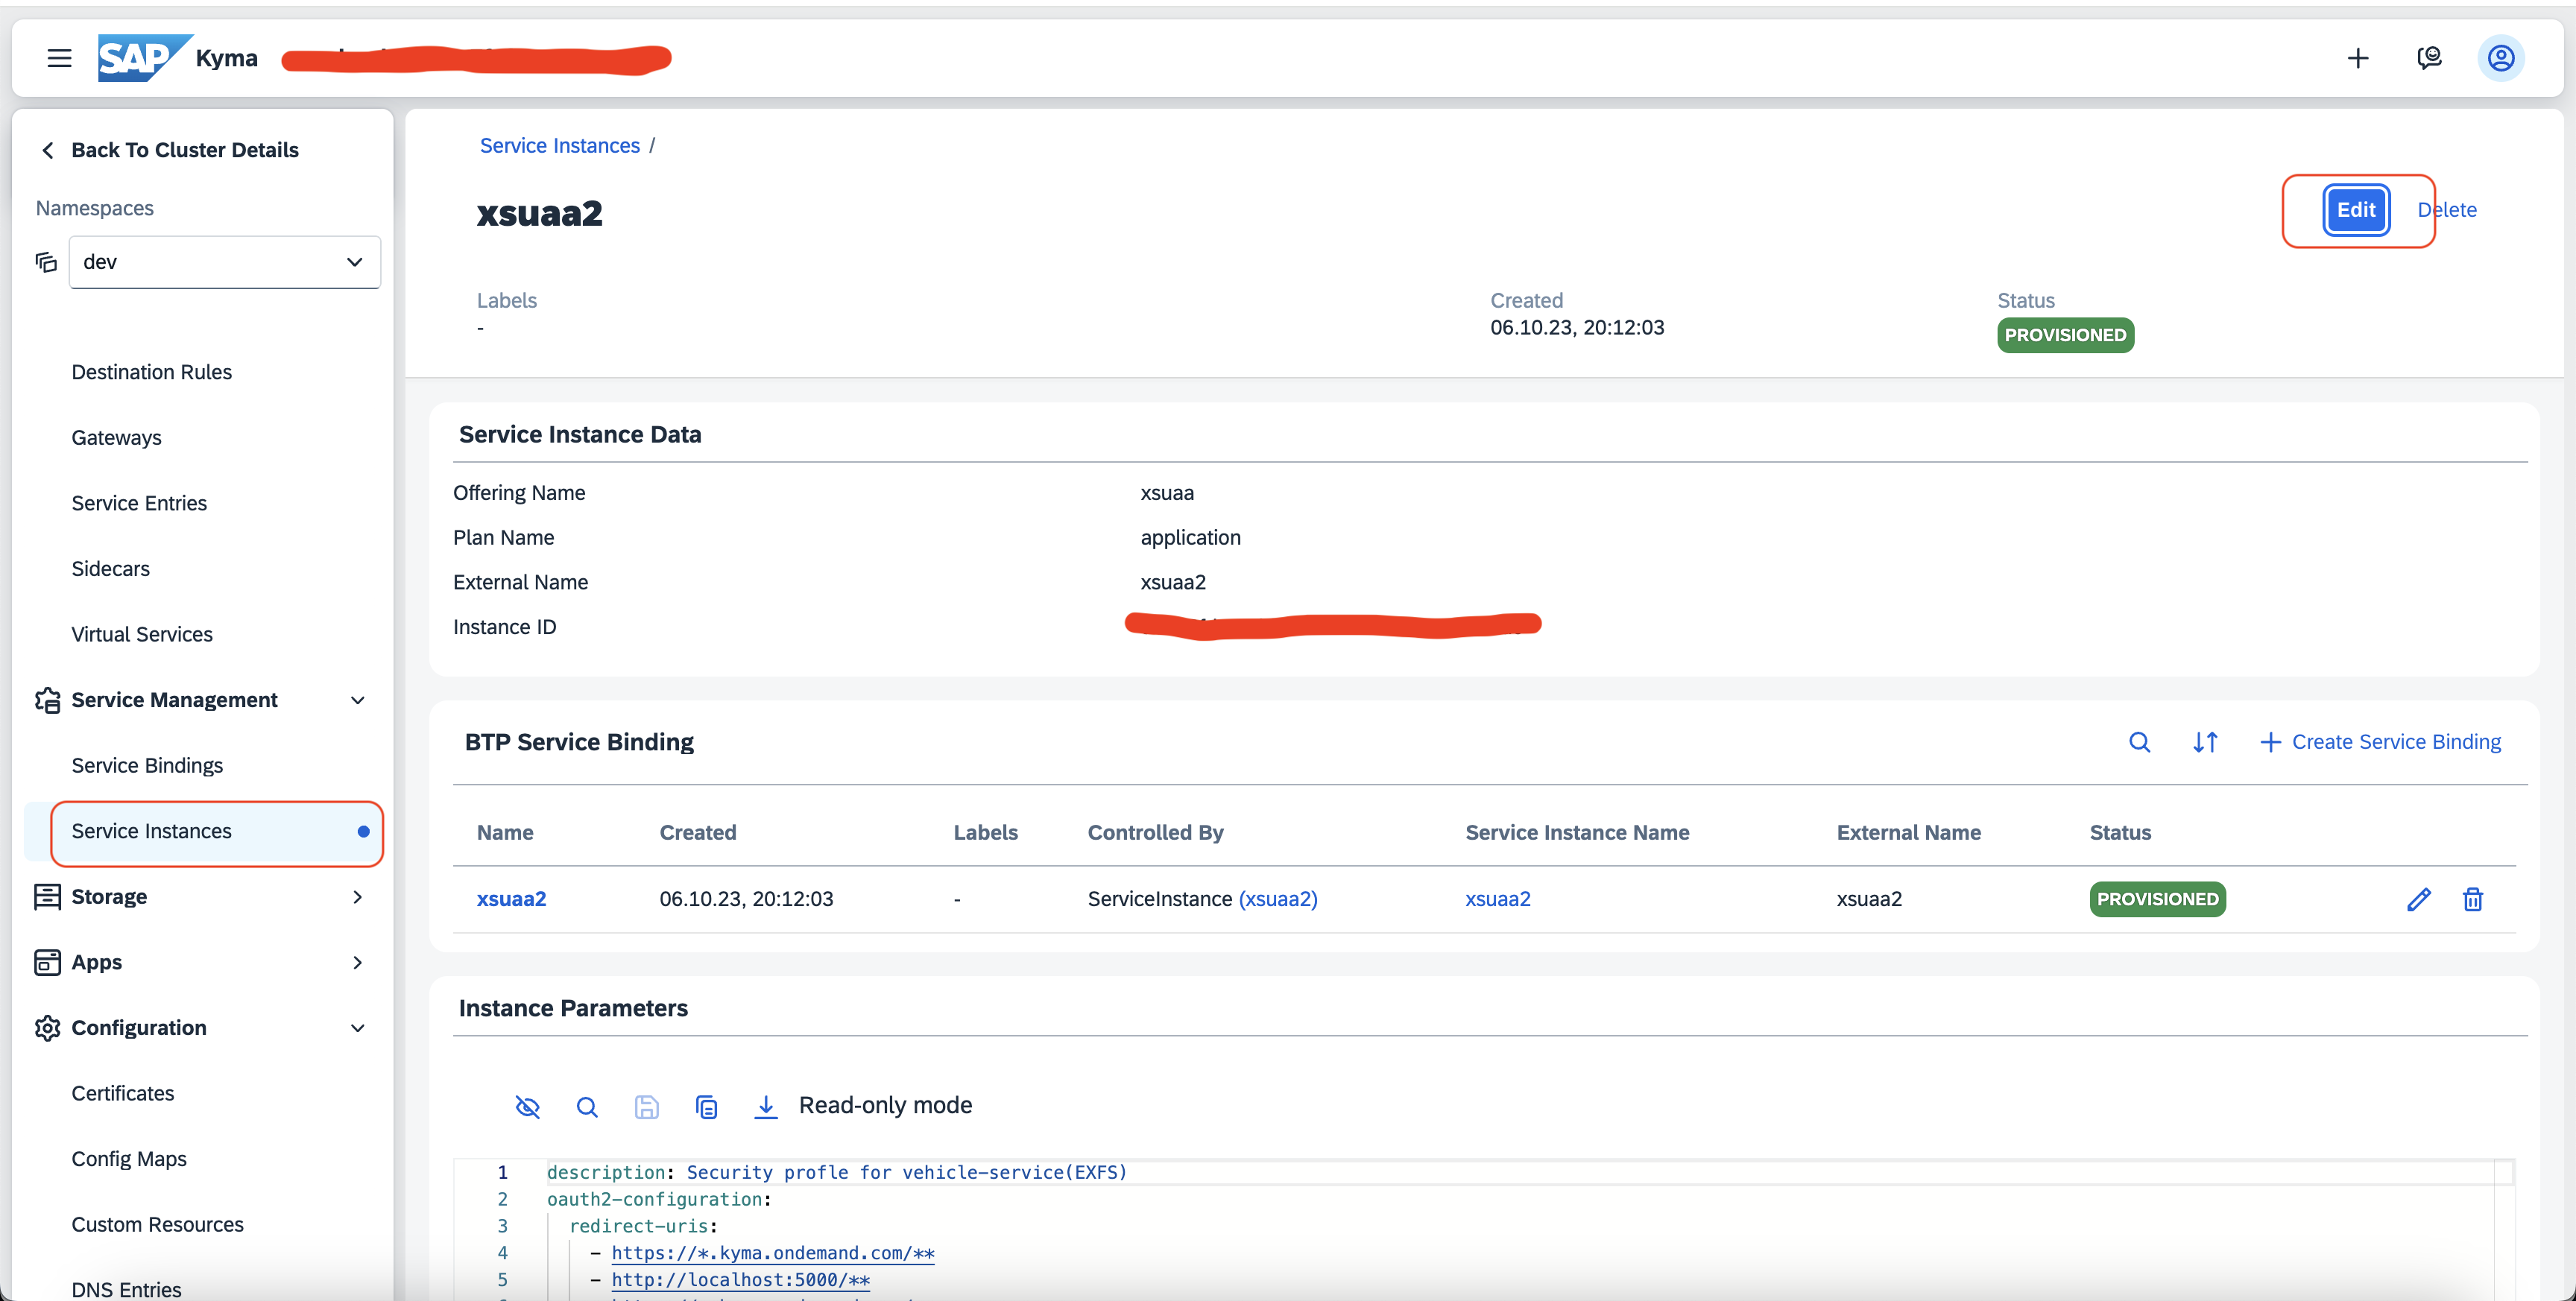 SAP Kyma
Back To Cluster Details
Namespaces
dev
Destination Rules
Gateways
Service Entries
Sidecars
Virtual Services
Service Management
Service Bindings
Service Instances
Storage
Apps
Configuration
Certificates
Config Maps
Custom Resources
DNS Entries
Service Instances /
xsuaa2
Edit Delete
Labels Created Status
- 06.10.23, 20:12:03 PROVISIONED
Service Instance Data
Offering Name xsuaa
Plan Name application
External Name xsuaa2
Instance ID
BTP Service Binding
Create Service Binding
Name Created Labels Controlled By Service Instance Name External Name Status
xsuaa2 06.10.23, 20:12:03 - ServiceInstance (xsuaa2) xsuaa2 xsuaa2 PROVISIONED
Instance Parameters
Read-only mode
1 description: Security profle for vehicle-service(EXFS)
2 oauth2-configuration:
3 redirect-uris:
4 - https://*.kyma.ondemand.com/**
5 - http://localhost:5000/**